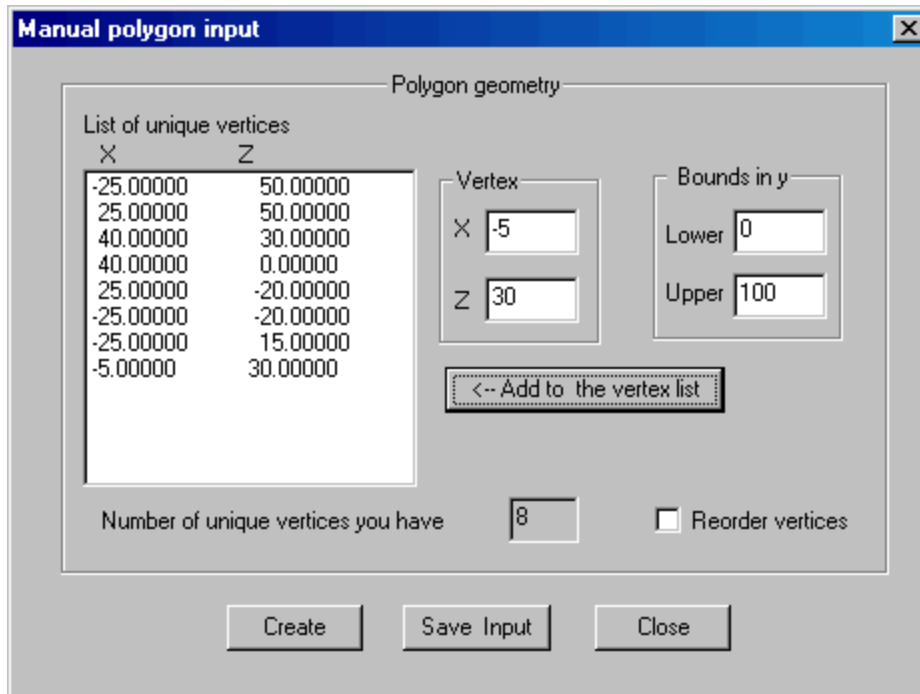 Manual polygon input
Polygon geometry
List of unique vertices
X Z
-25.00000 50.00000
25.00000 50.00000
40.00000 30.00000
40.00000 0.00000
25.00000 -20.00000
-25.00000 -20.00000
-25.00000 15.00000
-5.00000 30.00000
Vertex
X -5
Z 30
Bounds in y
Lower 0
Upper 100
<-- Add to the vertex list
Number of unique vertices you have 8
Reorder vertices
Create Save Input Close